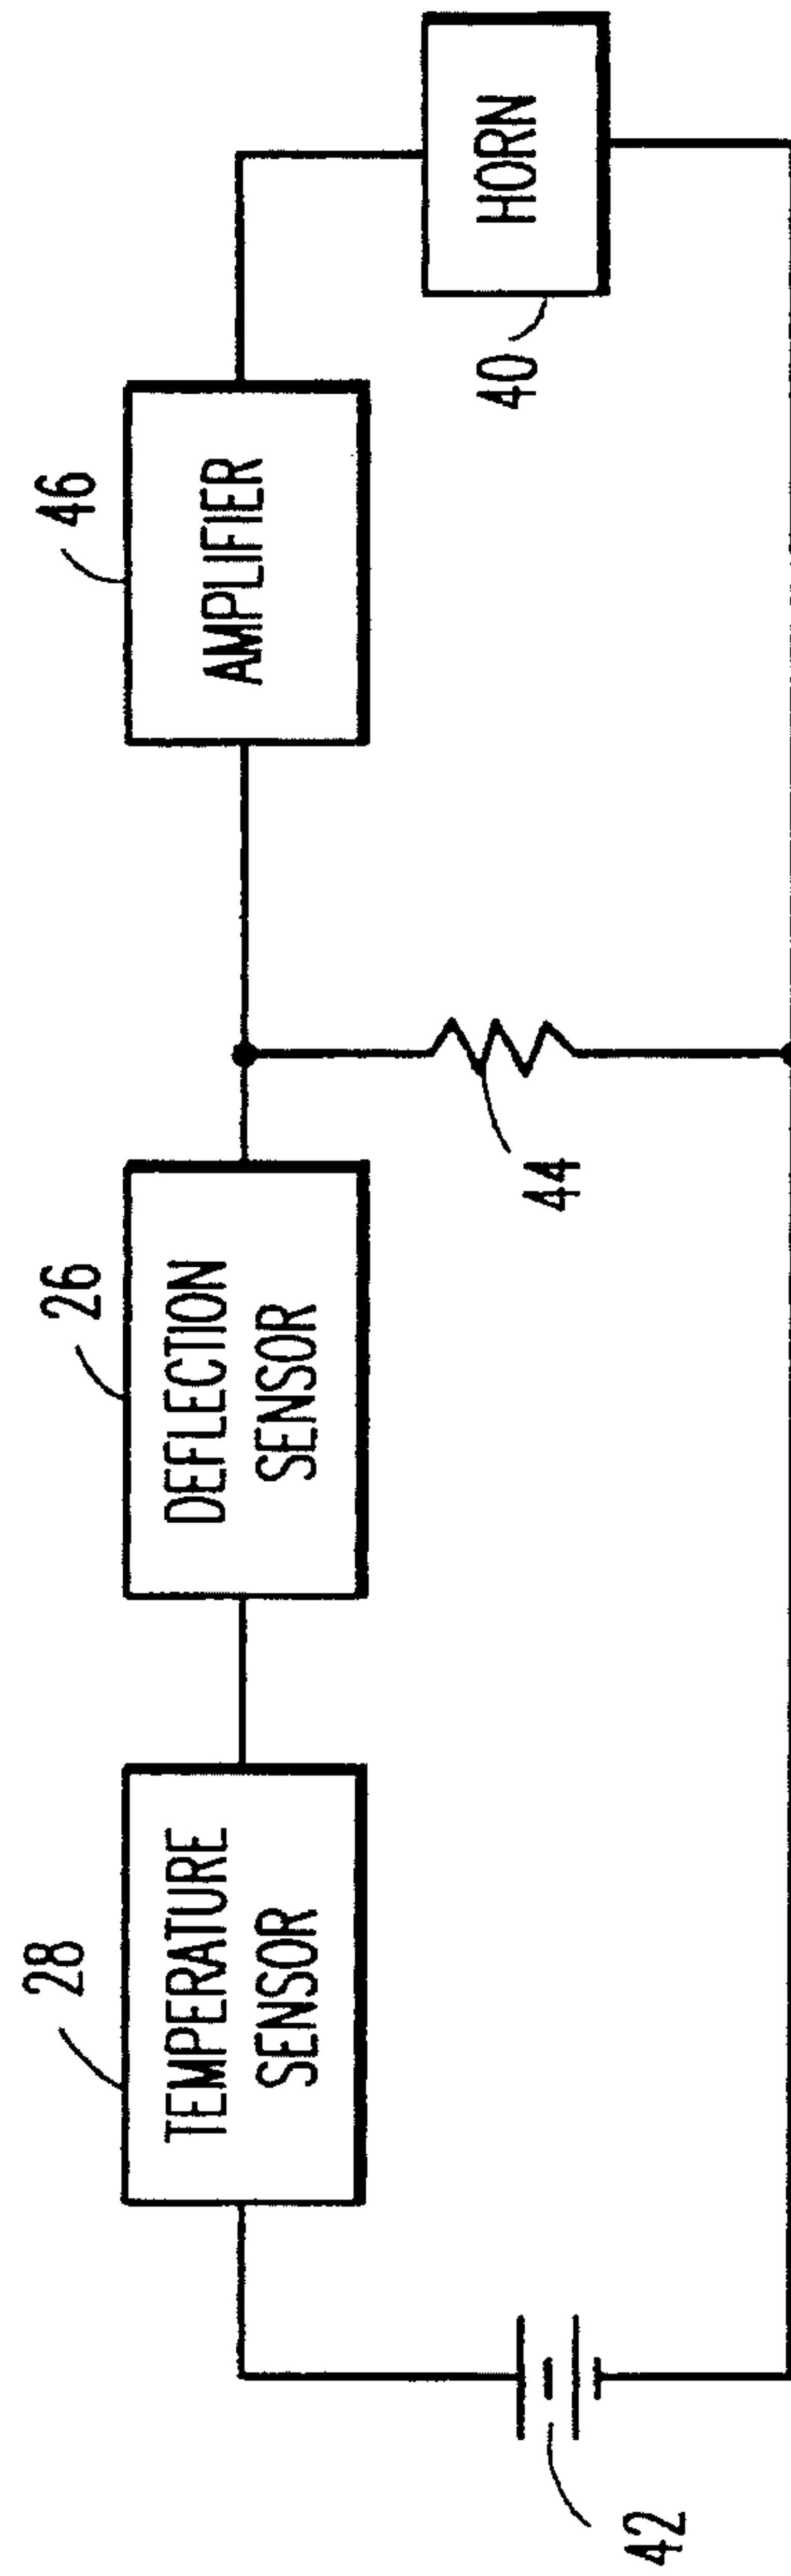 28
TEMPERATURE
SENSOR
26
DEFLECTION
SENSOR
46
AMPLIFIER
HORN
40
44
42